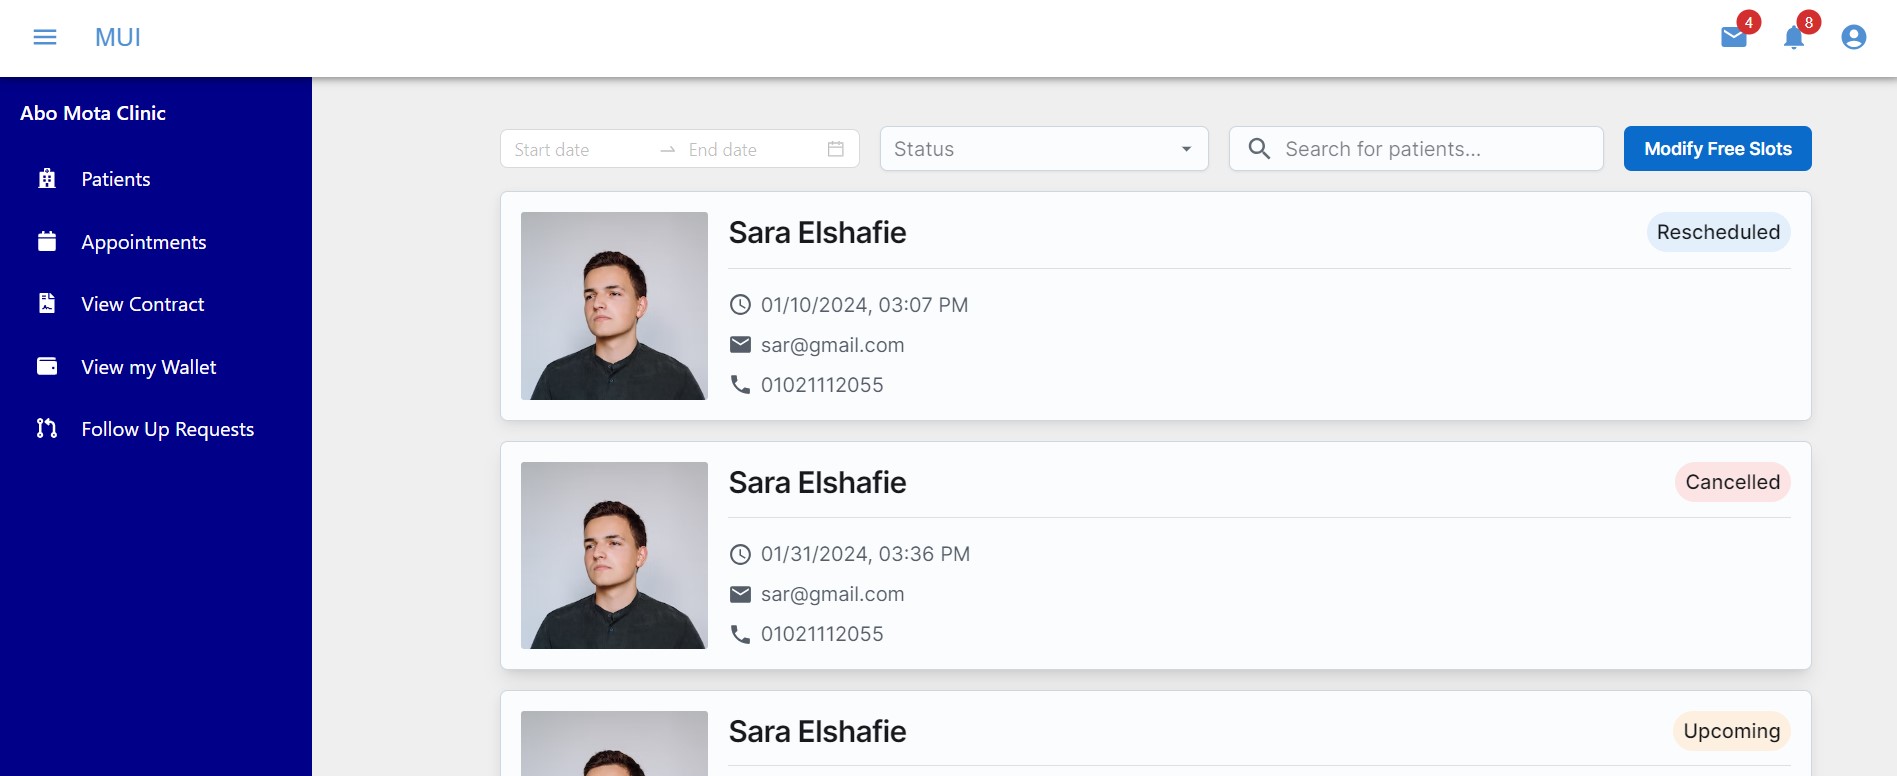 MUI
4
8
Abo Mota Clinic
Patients
Appointments
View Contract
View my Wallet
Follow Up Requests
Start date
End date
Status
Search for patients...
Modify Free Slots
Sara Elshafie
Rescheduled
01/10/2024, 03:07 PM
sar@gmail.com
01021112055
Sara Elshafie
Cancelled
01/31/2024, 03:36 PM
sar@gmail.com
01021112055
Sara Elshafie
Upcoming